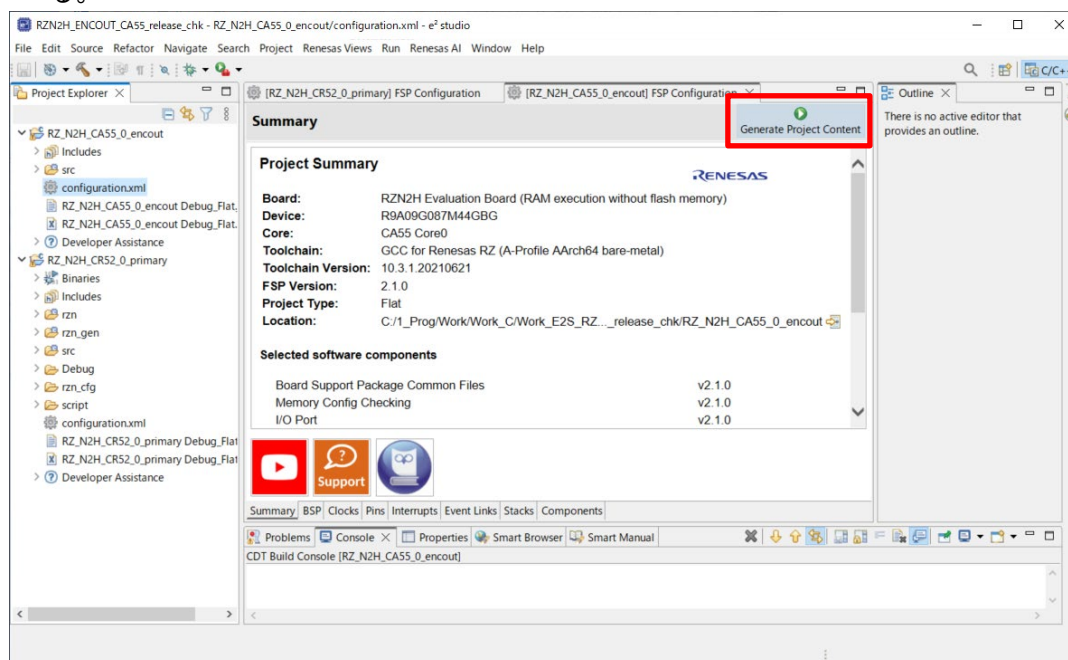 る。
RZN2H_ENCOUT_CA55_release_chk - RZ_N2H_CA55_0_encout/configuration.xml - e² studio
File Edit Source Refactor Navigate Search Project Renesas Views Run Renesas AI Window Help
C/C++
Project Explorer
RZ_N2H_CA55_0_encout
Includes
src
configuration.xml
RZ_N2H_CA55_0_encout Debug_Flat.
RZ_N2H_CA55_0_encout Debug_Flat.
Developer Assistance
RZ_N2H_CR52_0_primary
Binaries
Includes
rzn
rzn_gen
src
Debug
rzn_cfg
script
configuration.xml
RZ_N2H_CR52_0_primary Debug_Flat
RZ_N2H_CR52_0_primary Debug_Flat
Developer Assistance
[RZ_N2H_CR52_0_primary] FSP Configuration
[RZ_N2H_CA55_0_encout] FSP Configuration
Summary
Generate Project Content
Project Summary
RENESAS
Board: RZN2H Evaluation Board (RAM execution without flash memory)
Device: R9A09G087M44GBG
Core: CA55 Core0
Toolchain: GCC for Renesas RZ (A-Profile AArch64 bare-metal)
Toolchain Version: 10.3.1.20210621
FSP Version: 2.1.0
Project Type: Flat
Location: C:/1_Prog/Work/Work_C/Work_E2S_RZ..._release_chk/RZ_N2H_CA55_0_encout
Selected software components
Board Support Package Common Files v2.1.0
Memory Config Checking v2.1.0
I/O Port v2.1.0
Support
Summary BSP Clocks Pins Interrupts Event Links Stacks Components
Outline
There is no active editor that
provides an outline.
Problems Console Properties Smart Browser Smart Manual
CDT Build Console [RZ_N2H_CA55_0_encout]